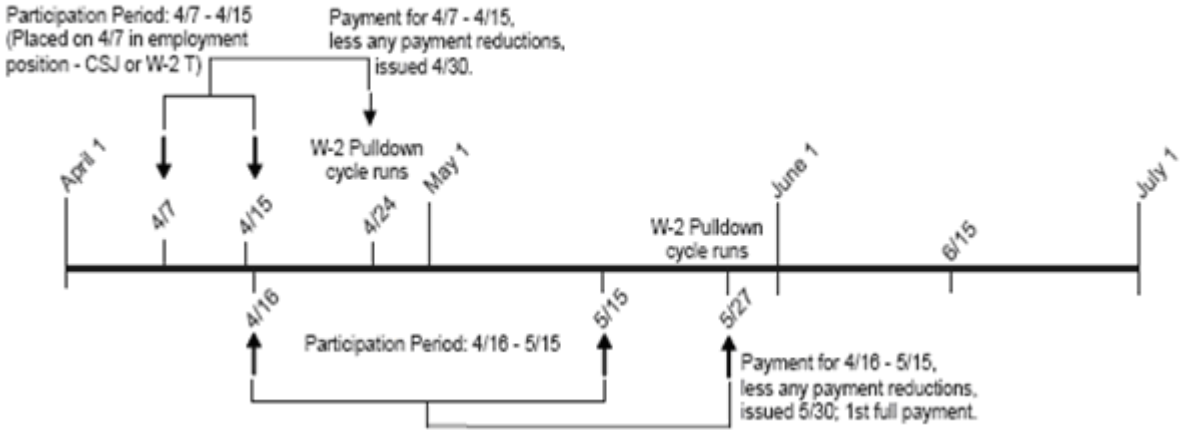 Participation Period: 4/7 - 4/15
(Placed on 4/7 in employment
position - CSJ or W-2 T)
Payment for 4/7 - 4/15,
less any payment reductions,
issued 4/30.
W-2 Pulldown
cycle runs
April 1
4/7
4/15
4/24
May 1
W-2 Pulldown
cycle runs
June 1
6/15
July 1
4/16
5/15
5/27
Participation Period: 4/16 - 5/15
Payment for 4/16 - 5/15,
less any payment reductions,
issued 5/30; 1st full payment.